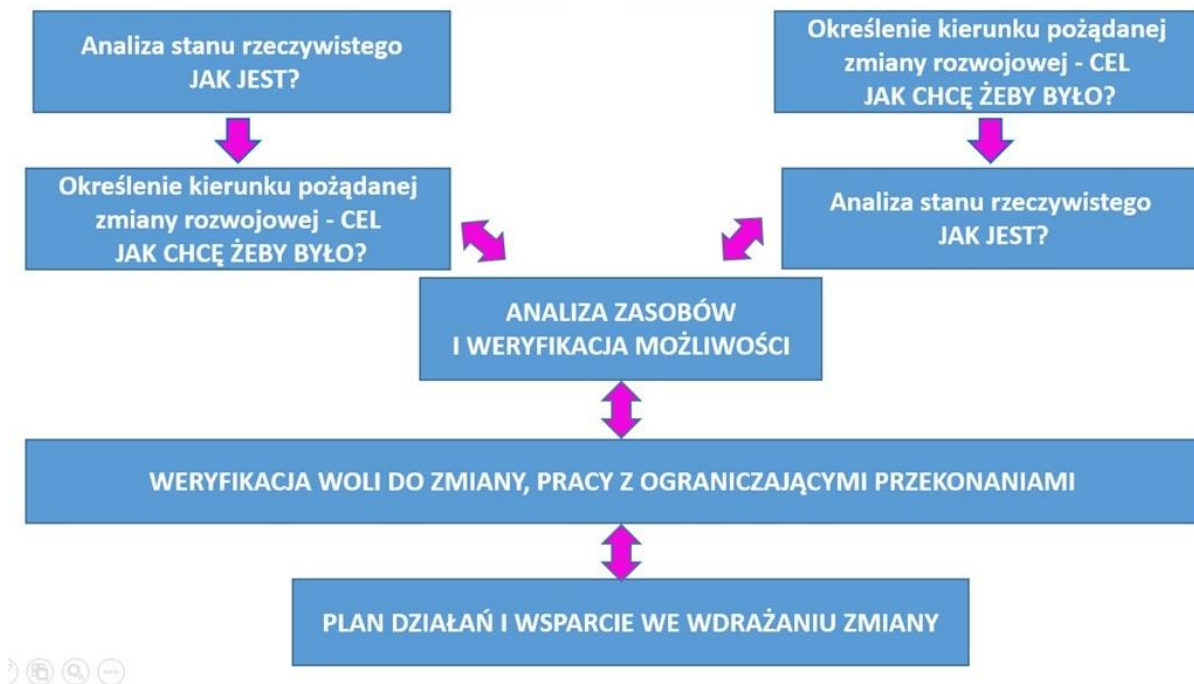 Analiza stanu rzeczywistego
JAK JEST?
Określenie kierunku pożądanej
zmiany rozwojowej - CEL
JAK CHCĘ ŻEBY BYŁO?
Określenie kierunku pożądanej
zmiany rozwojowej - CEL
JAK CHCĘ ŻEBY BYŁO?
Analiza stanu rzeczywistego
JAK JEST?
ANALIZA ZASOBÓW
I WERYFIKACJA MOŻLIWOŚCI
WERYFIKACJA WOLI DO ZMIANY, PRACY Z OGRANICZAJĄCYMI PRZEKONANIAMI
PLAN DZIAŁAŃ I WSPARCIE WE WDRAŻANIU ZMIANY